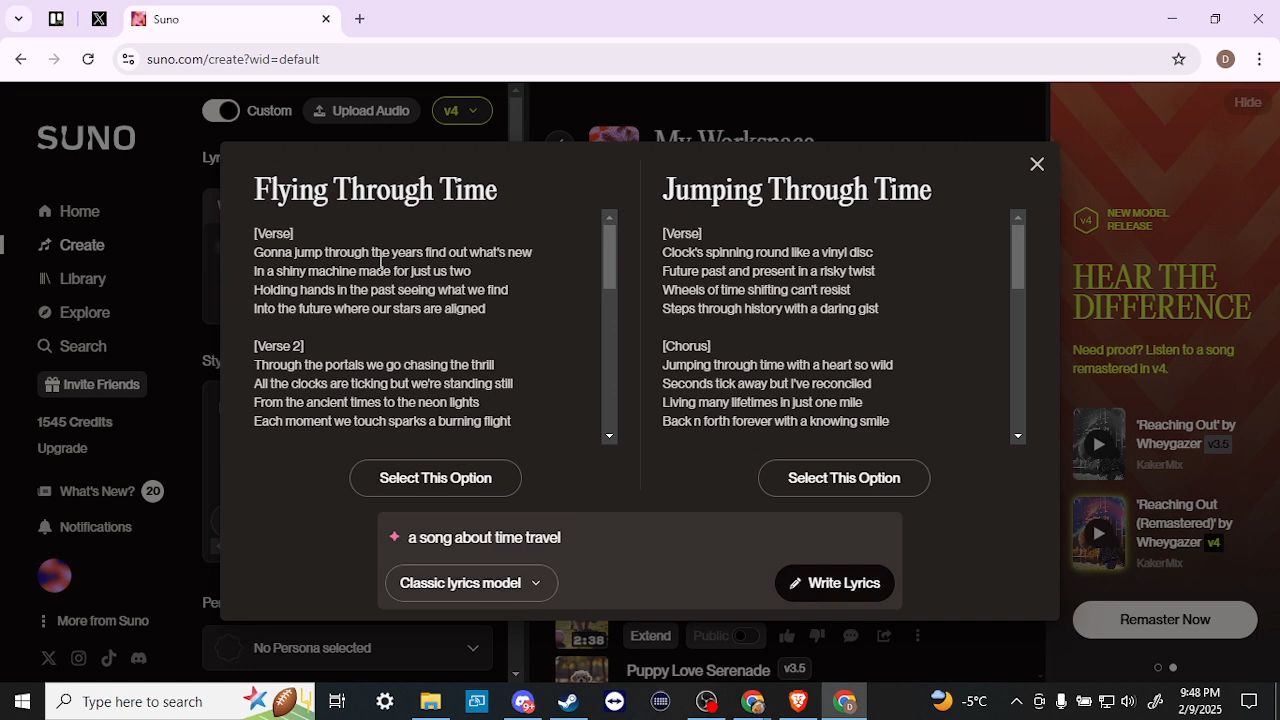 Suno
suno.com/create?wid=default
D
SUNO
Home
Create
Library
Explore
Search
Invite Friends
1545 Credits
Upgrade
What's New? 20
Notifications
More from Suno
Custom
Upload Audio
v4
My Workspace
Flying Through Time
[Verse]
Gonna jump through the years find out what's new
In a shiny machine made for just us two
Holding hands in the past seeing what we find
Into the future where our stars are aligned
[Verse 2]
Through the portals we go chasing the thrill
All the clocks are ticking but we're standing still
From the ancient times to the neon lights
Each moment we touch sparks a burning flight
Select This Option
Jumping Through Time
[Verse]
Clock's spinning round like a vinyl disc
Future past and present in a risky twist
Wheels of time shifting can't resist
Steps through history with a daring gist
[Chorus]
Jumping through time with a heart so wild
Seconds tick away but I've reconciled
Living many lifetimes in just one mile
Back n forth forever with a knowing smile
Select This Option
a song about time travel
Classic lyrics model
Write Lyrics
No Persona selected
2:38
Extend
Public
Puppy Love Serenade v3.5
Hide
v4
NEW MODEL
RELEASE
HEAR THE
DIFFERENCE
Need proof? Listen to a song
remastered in v4.
'Reaching Out' by
Wheygazer v3.5
KakerMix
'Reaching Out
(Remastered)' by
Wheygazer v4
KakerMix
Remaster Now
Type here to search
-5°C
9:48 PM
2/9/2025